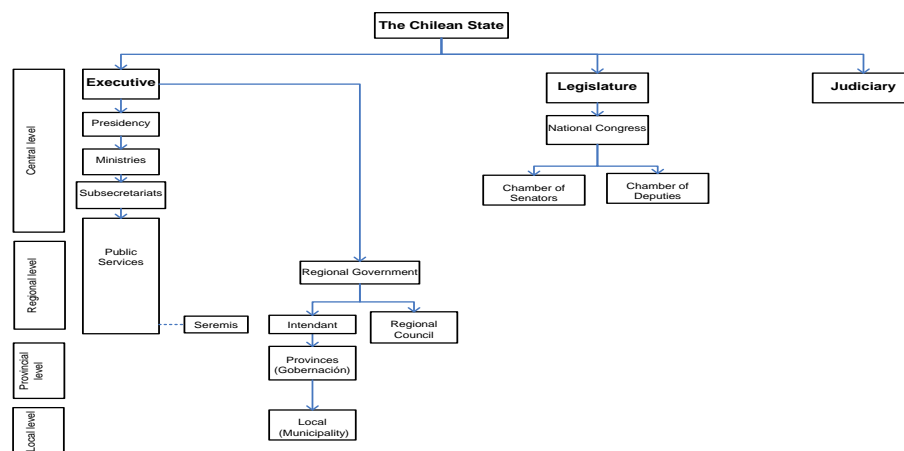 The Chilean State
Executive
Legislature
Judiciary
Central level
Presidency
National Congress
Ministries
Subsecretariats
Chamber of
Senators
Chamber of
Deputies
Public
Services
Regional level
Regional Government
Seremis
Intendant
Regional
Council
Provincial
level
Provinces
(Gobernación)
Local level
Local
(Municipality)